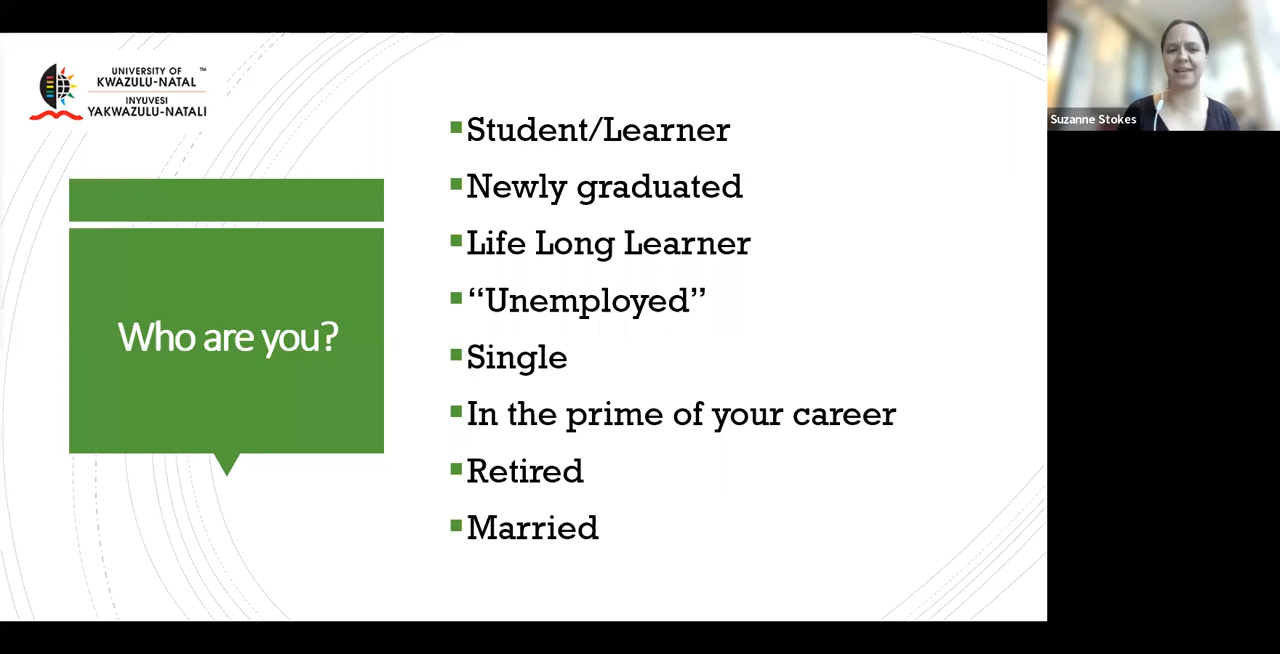 UNIVERSITY OF ™
KWAZULU-NATAL
INYUVESI
YAKWAZULU-NATALI
Who are you?
Student/Learner
Newly graduated
Life Long Learner
“Unemployed”
Single
In the prime of your career
Retired
Married
Suzanne Stokes